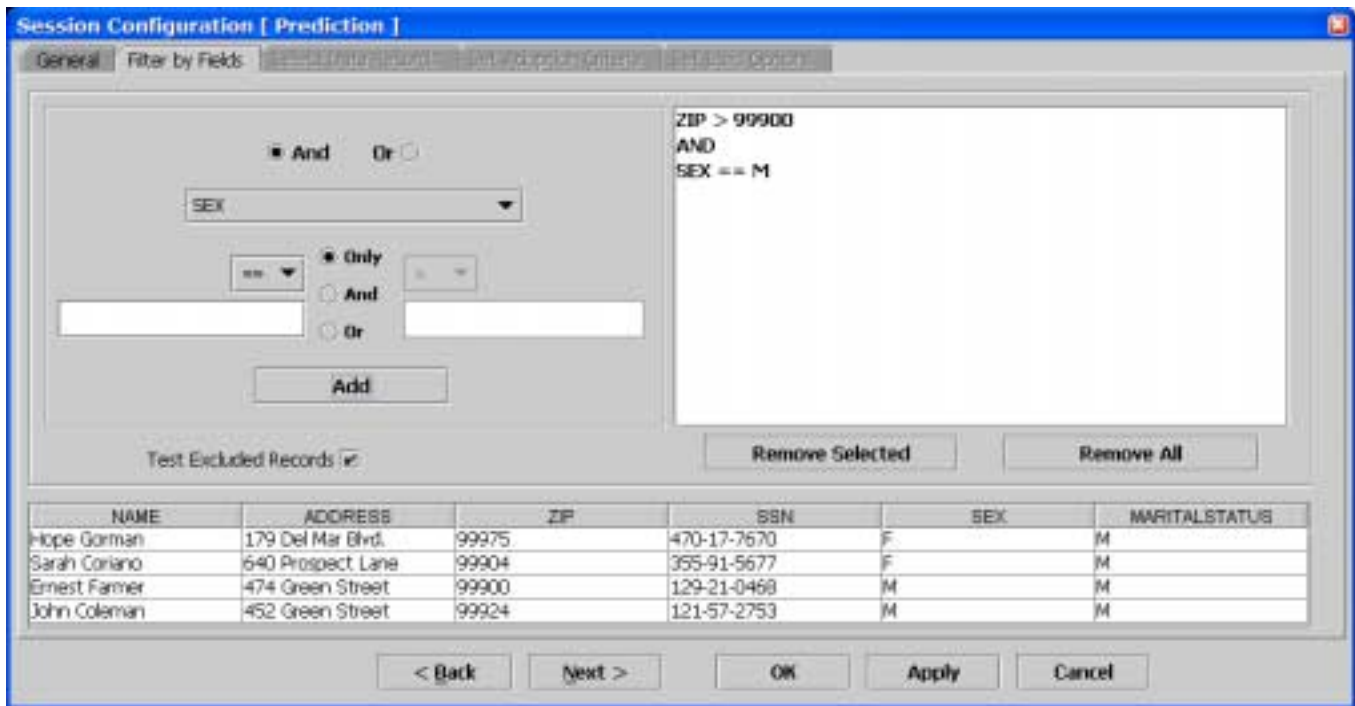 Session Configuration [ Prediction ]
General Filter by Fields
And Or
SEX
== Only
And
Or
Add
Test Excluded Records
ZIP > 99900
AND
SEX == M
Remove Selected Remove All
NAME ADDRESS ZIP SSN SEX MARITALSTATUS
Hope Gorman 179 Del Mar Blvd. 99975 470-17-7670 F M
Sarah Coriano 640 Prospect Lane 99904 355-91-5677 F M
Ernest Farmer 474 Green Street 99900 129-21-0468 M M
John Coleman 452 Green Street 99924 121-57-2753 M M
< Back Next > OK Apply Cancel